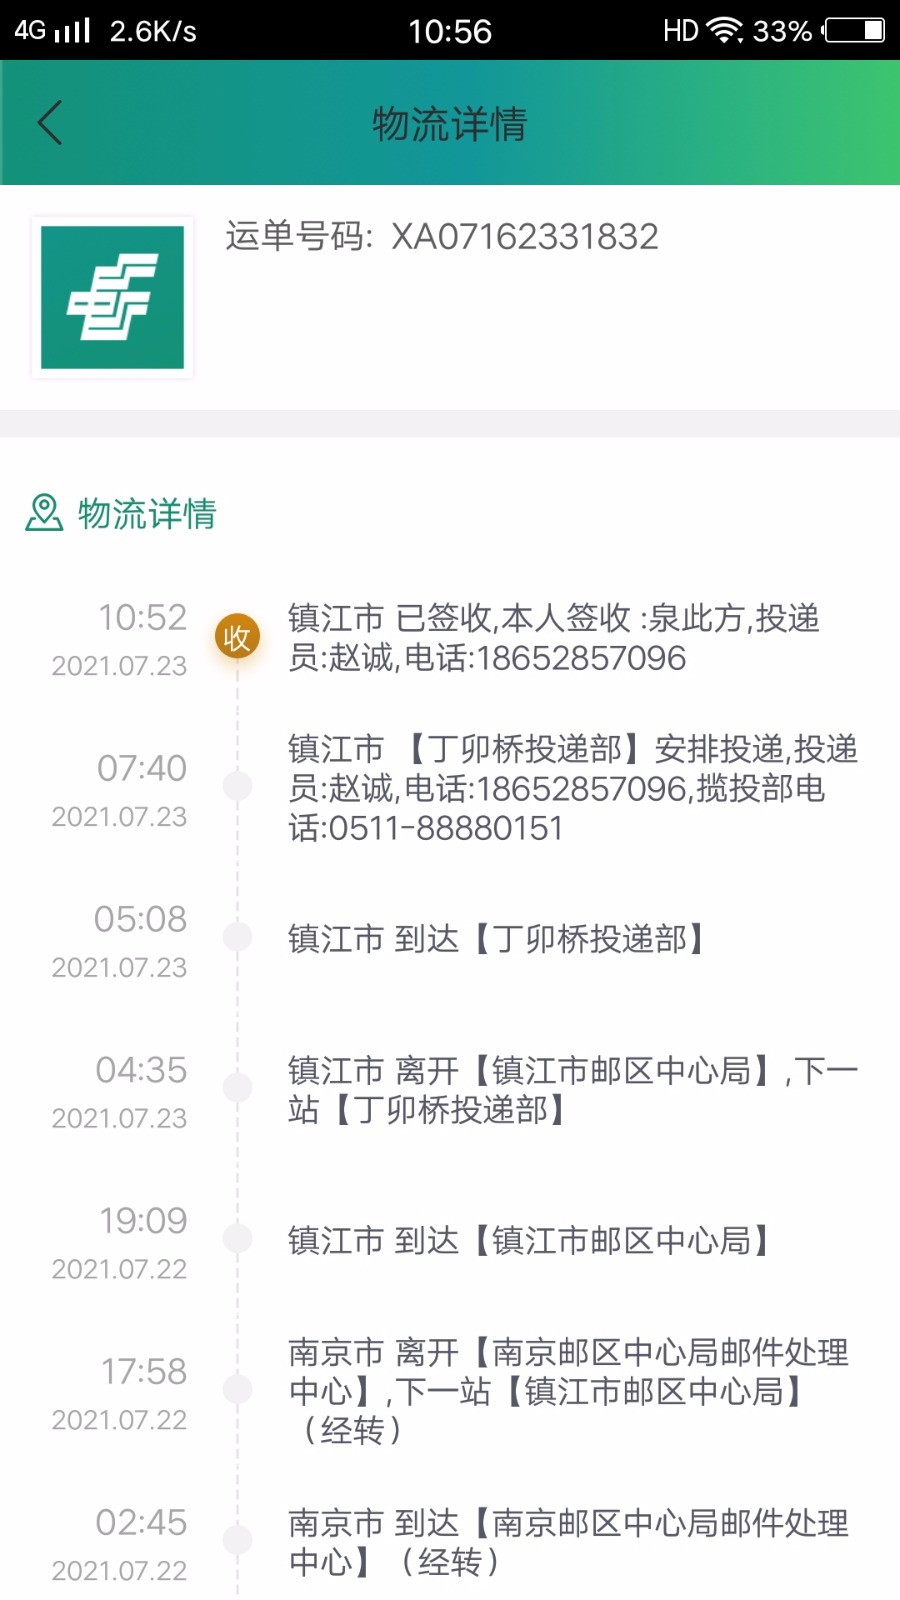 4G 2.6K/s 10:56 HD 33%
物流详情
运单号码: XA07162331832
物流详情
10:52
2021.07.23
收
镇江市 已签收,本人签收 :泉此方,投递
员:赵诚,电话:18652857096
07:40
2021.07.23
镇江市 【丁卯桥投递部】安排投递,投递
员:赵诚,电话:18652857096,揽投部电
话:0511-88880151
05:08
2021.07.23
镇江市 到达【丁卯桥投递部】
04:35
2021.07.23
镇江市 离开【镇江市邮区中心局】,下一
站【丁卯桥投递部】
19:09
2021.07.22
镇江市 到达【镇江市邮区中心局】
17:58
2021.07.22
南京市 离开【南京邮区中心局邮件处理
中心】,下一站【镇江市邮区中心局】
（经转）
02:45
2021.07.22
南京市 到达【南京邮区中心局邮件处理
中心】（经转）